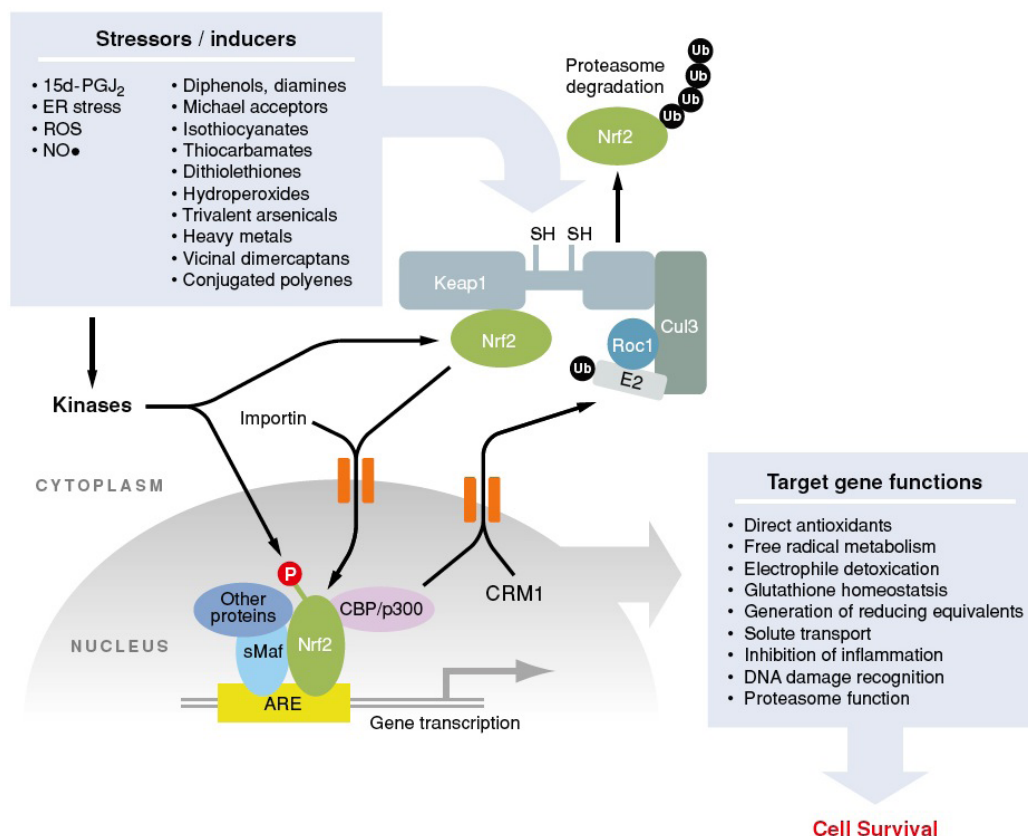 Stressors / inducers
• 15d-PGJ₂
• ER stress
• ROS
• NO●
• Diphenols, diamines
• Michael acceptors
• Isothiocyanates
• Thiocarbamates
• Dithiolethiones
• Hydroperoxides
• Trivalent arsenicals
• Heavy metals
• Vicinal dimercaptans
• Conjugated polyenes
Proteasome
degradation
Ub
Ub
Ub
Ub
Nrf2
SH SH
Keap1
Cul3
Nrf2
Roc1
Ub
E2
Kinases
Importin
CYTOPLASM
P
Other
proteins
CBP/p300
CRM1
NUCLEUS
sMaf
Nrf2
ARE
Gene transcription
Target gene functions
• Direct antioxidants
• Free radical metabolism
• Electrophile detoxication
• Glutathione homeostatsis
• Generation of reducing equivalents
• Solute transport
• Inhibition of inflammation
• DNA damage recognition
• Proteasome function
Cell Survival